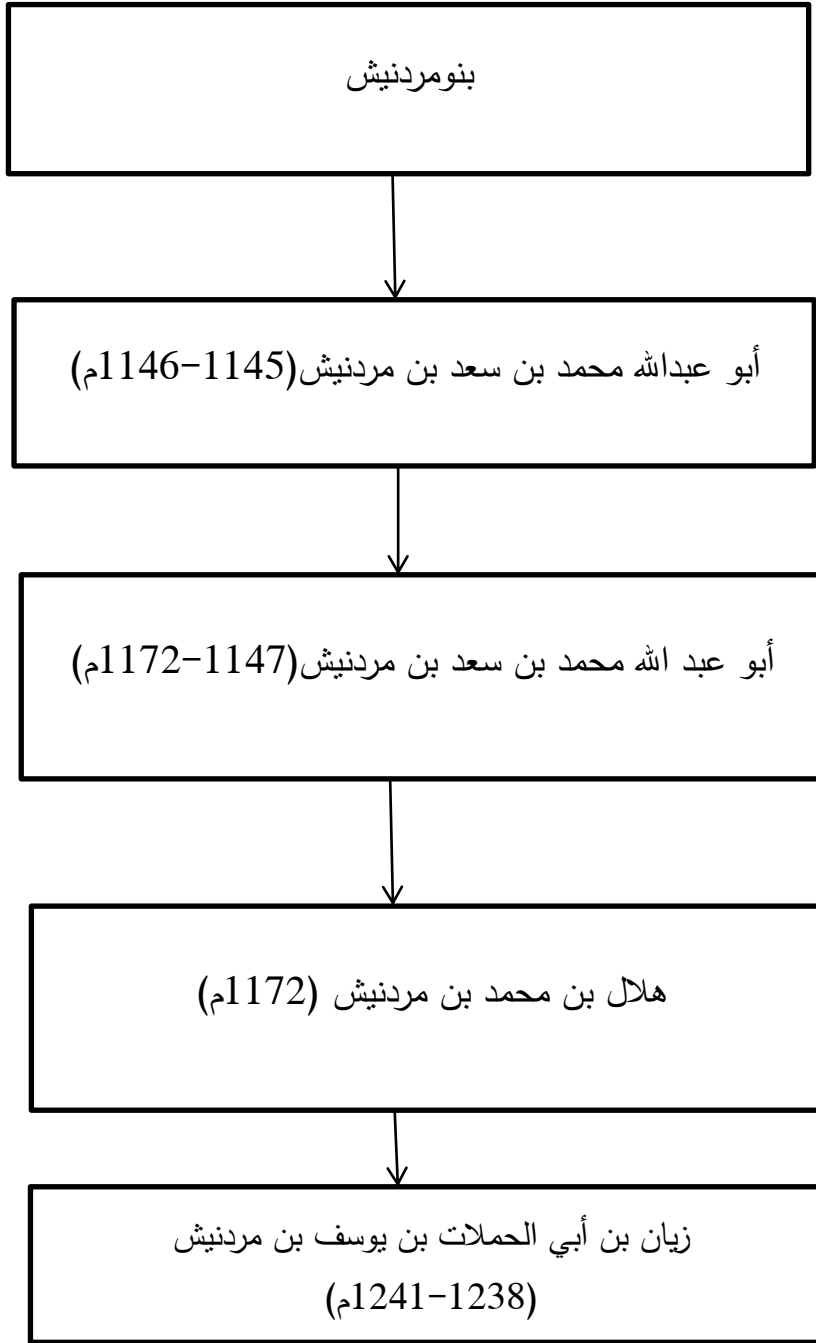 بنومردنيش
أبو عبدالله محمد بن سعد بن مردنيش(1145-1146م)
أبو عبد الله محمد بن سعد بن مردنيش(1147-1172م)
هلال بن محمد بن مردنيش (1172م)
زيان بن أبي الحملات بن يوسف بن مردنيش
(1238-1241م)